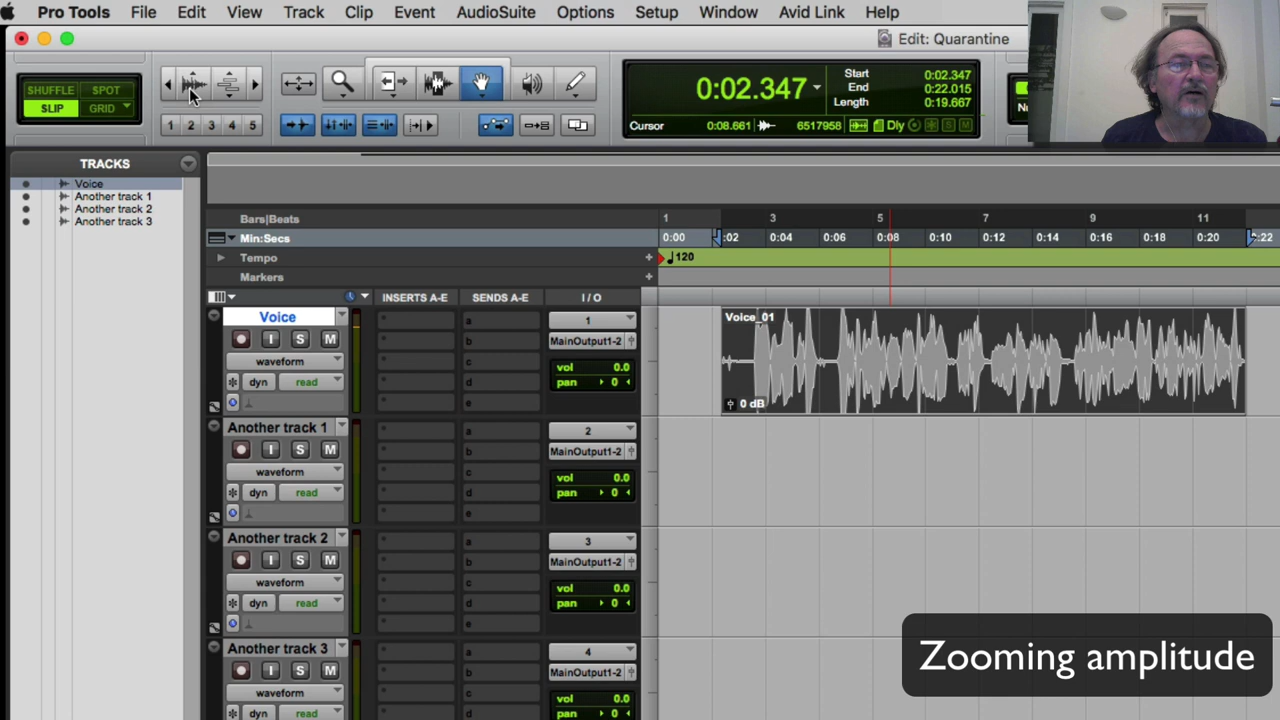 Pro Tools File Edit View Track Clip Event AudioSuite Options Setup Window Avid Link Help
Edit: Quarantine
SHUFFLE SPOT
SLIP GRID
1 2 3 4 5
0:02.347
Start 0:02.347
End 0:22.015
Length 0:19.667
Cursor 0:08.661 6517958 Dly S M
TRACKS
Voice
Another track 1
Another track 2
Another track 3
Bars|Beats 1 3 5 7 9 11
Min:Secs 0:00 :02 0:04 0:06 0:08 0:10 0:12 0:14 0:16 0:18 0:20 :22
Tempo + 120
Markers +
INSERTS A-E SENDS A-E I / O
Voice a 1 Voice_01
I S M b MainOutput1-2
waveform c vol 0.0
dyn read d pan 0
e 0 dB
Another track 1 a 2
I S M b MainOutput1-2
waveform c vol 0.0
dyn read d pan 0
e
Another track 2 a 3
I S M b MainOutput1-2
waveform c vol 0.0
dyn read d pan 0
e
Another track 3 a 4
I S M b MainOutput1-2
waveform c vol 0.0
dyn read d pan 0
Zooming amplitude